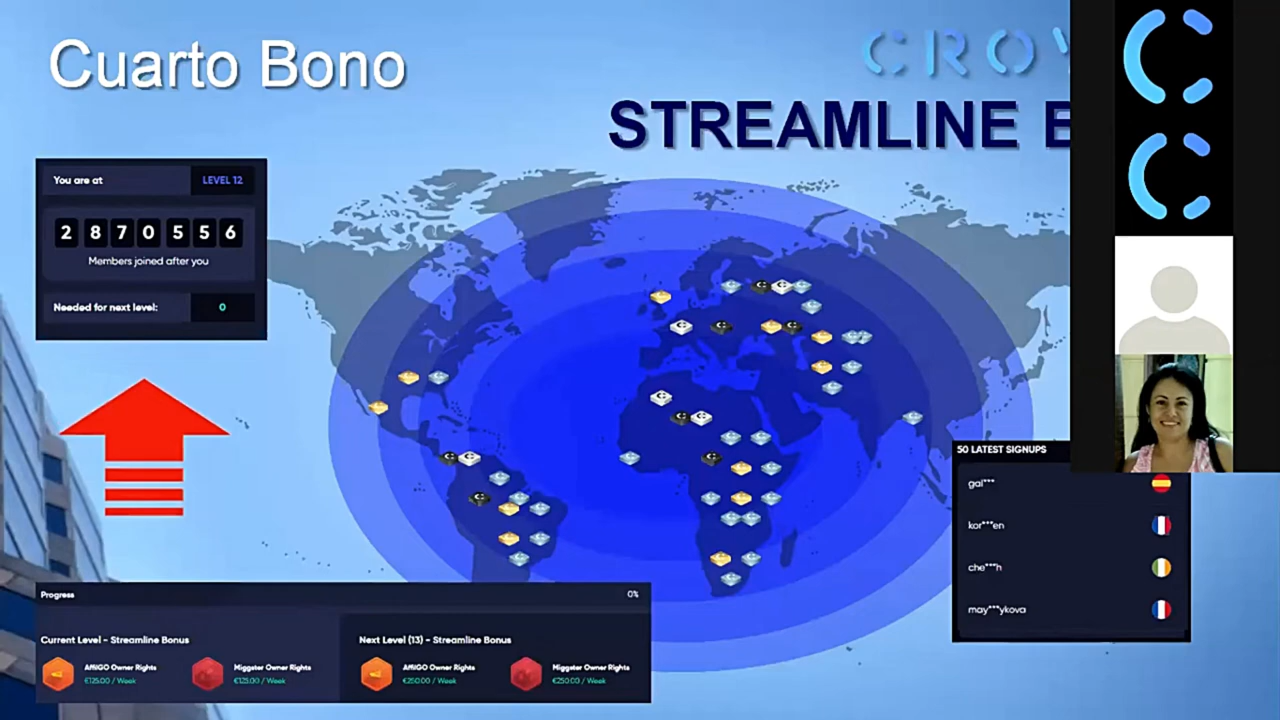 Cuarto Bono
CRO
STREAMLINE
You are at
LEVEL 12
2 8 7 0 5 5 6
Members joined after you
Needed for next level:
0
50 LATEST SIGNUPS
gal***
kor***en
che***h
may***ykova
Progress
0%
Current Level - Streamline Bonus
Next Level (13) - Streamline Bonus
AffilGO Owner Rights
€125.00 / Week
Miggster Owner Rights
€125.00 / Week
AffilGO Owner Rights
€250.00 / Week
Miggster Owner Rights
€250.00 / Week